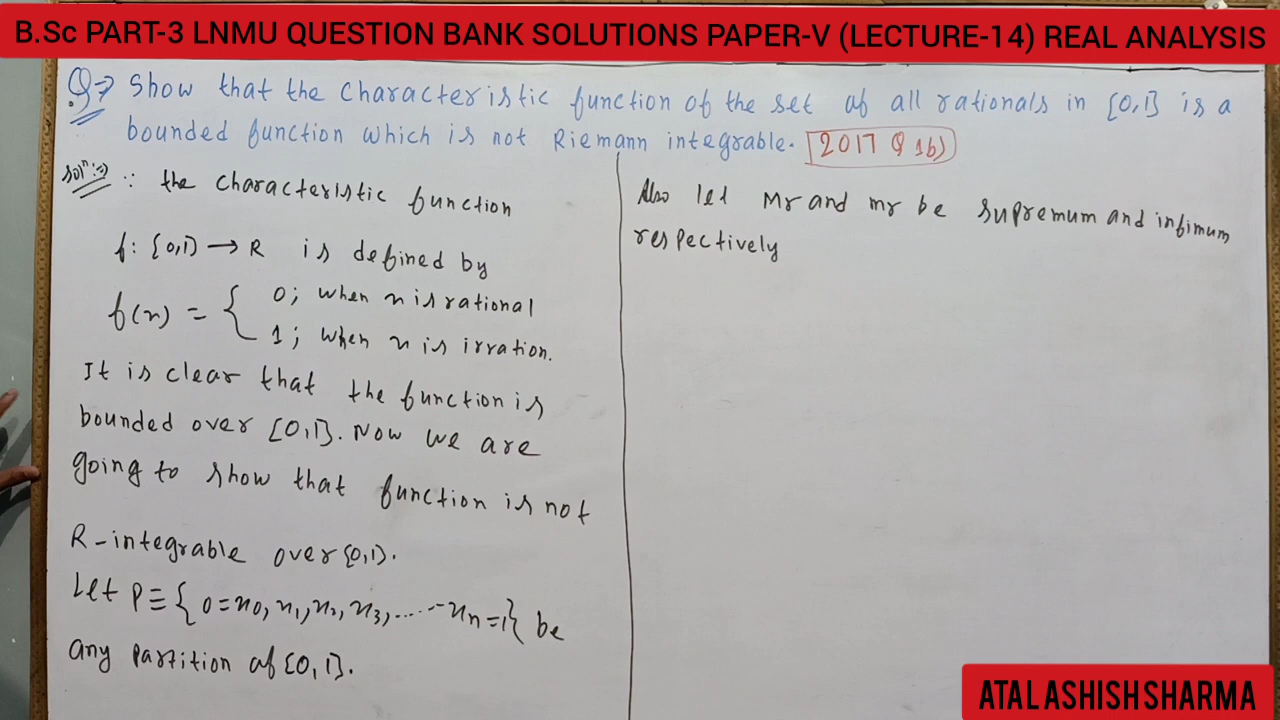 B.Sc PART-3 LNMU QUESTION BANK SOLUTIONS PAPER-V (LECTURE-14) REAL ANALYSIS
Q⇒ Show that the characteristic function of the set of all rationals in [0,1] is a
bounded function which is not Riemann integrable. 2017 Q 1b)
Solⁿ:⇒ ∵ the characteristic function
f: [0,1] → R is defined by
f(x) = { 0; when x is rational
1; when x is irration.
It is clear that the function is
bounded over [0,1]. Now we are
going to show that function is not
R-integrable over [0,1].
Let P ≡ { 0=x0, x1, x2, x3, ...... xn=1} be
any partition of [0,1].
Also let Mr and mr be supremum and infimum
respectively
ATAL ASHISH SHARMA